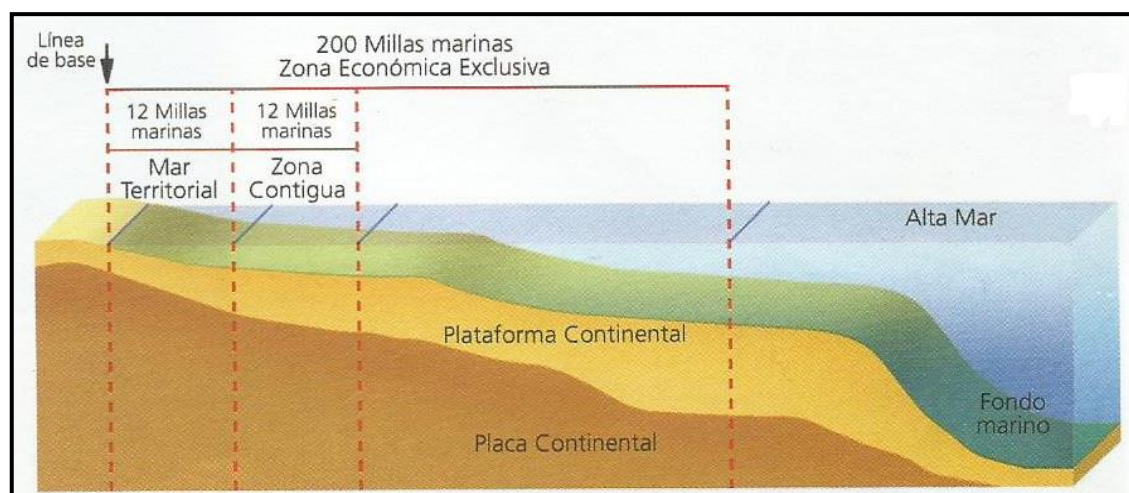 Línea
de base
200 Millas marinas
Zona Económica Exclusiva
12 Millas
marinas
12 Millas
marinas
Mar
Territorial
Zona
Contigua
Alta Mar
Plataforma Continental
Fondo
marino
Placa Continental